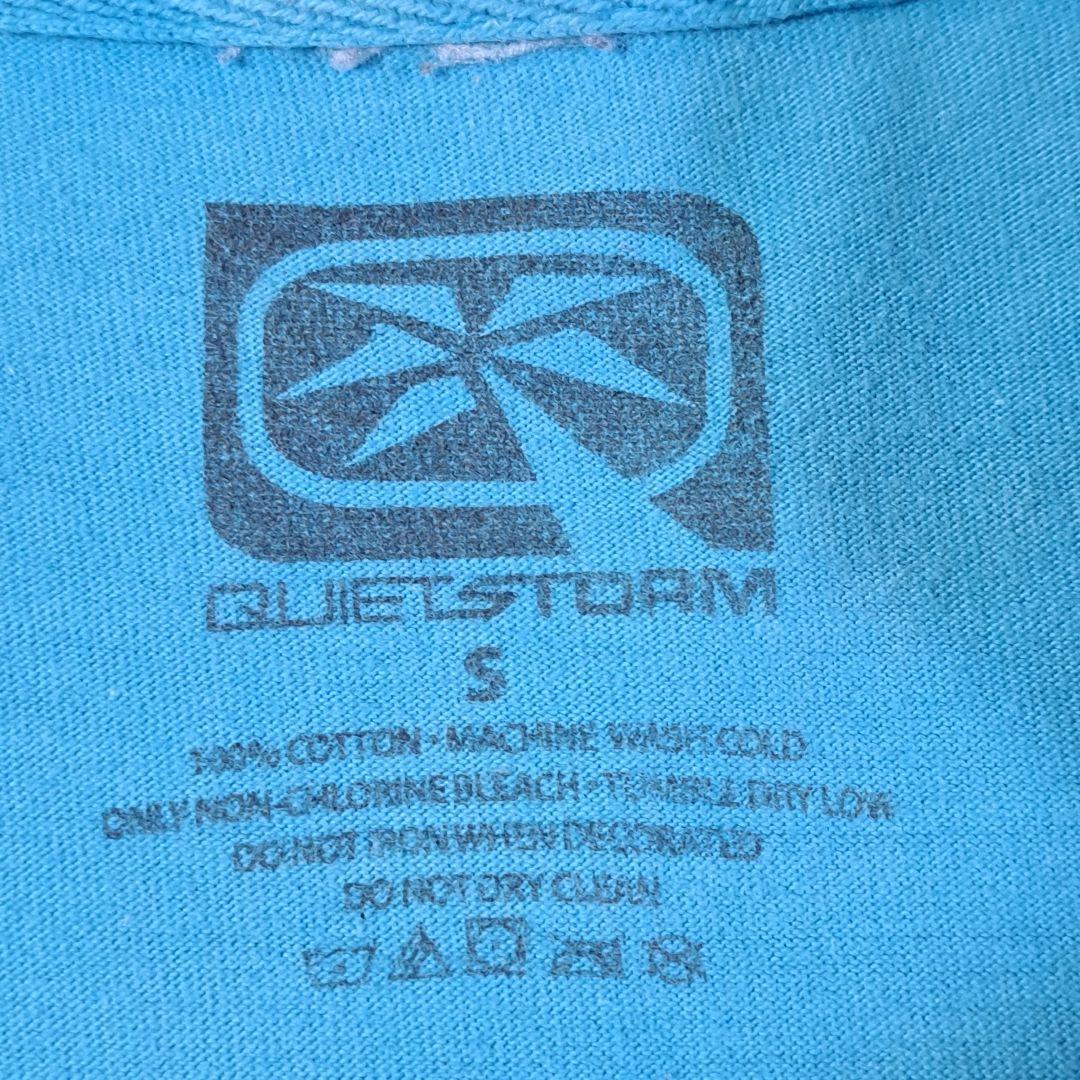 QUIETSTORM
S
100% COTTON • MACHINE WASH COLD
ONLY NON-CHLORINE BLEACH • TUMBLE DRY LOW
DO NOT IRON WHEN DECORATED
DO NOT DRY CLEAN